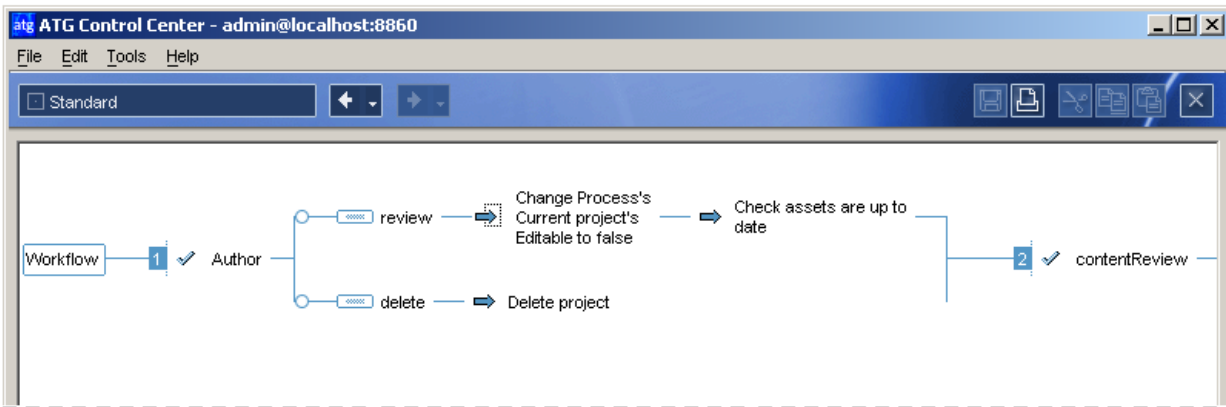 atg ATG Control Center - admin@localhost:8860
File Edit Tools Help
Standard
Workflow
1
Author
review
Change Process's
Current project's
Editable to false
Check assets are up to
date
delete
Delete project
2
contentReview